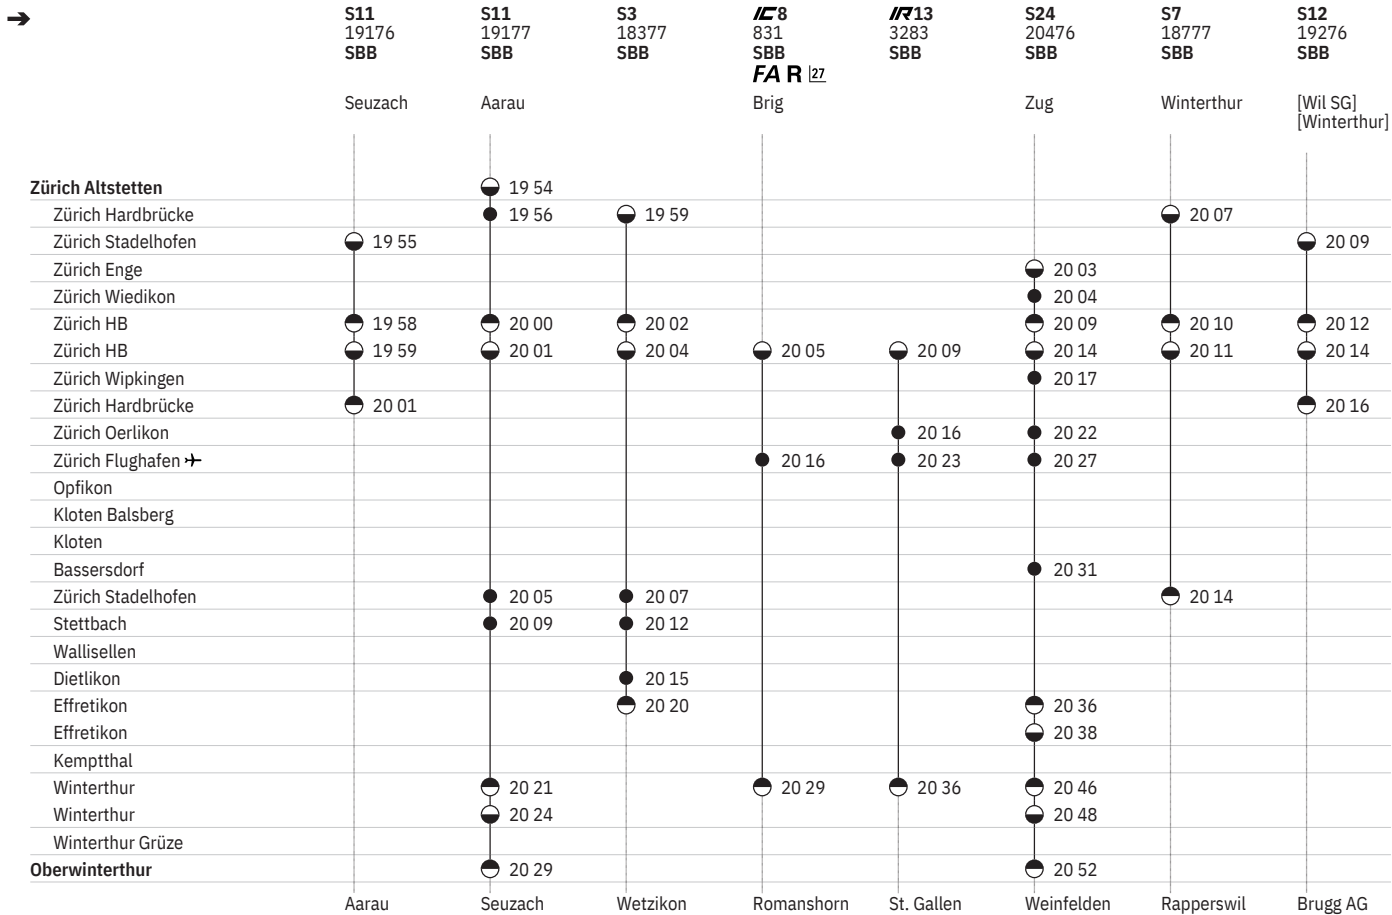 ➔ S11 S11 S3 IC8 IR13 S24 S7 S12
19176 19177 18377 831 3283 20476 18777 19276
SBB SBB SBB SBB SBB SBB SBB SBB
FA R 27
Seuzach Aarau Brig Zug Winterthur [Wil SG]
[Winterthur]
Zürich Altstetten 19 54
Zürich Hardbrücke 19 56 19 59 20 07
Zürich Stadelhofen 19 55 20 09
Zürich Enge 20 03
Zürich Wiedikon 20 04
Zürich HB 19 58 20 00 20 02 20 09 20 10 20 12
Zürich HB 19 59 20 01 20 04 20 05 20 09 20 14 20 11 20 14
Zürich Wipkingen 20 17
Zürich Hardbrücke 20 01 20 16
Zürich Oerlikon 20 16 20 22
Zürich Flughafen 20 16 20 23 20 27
Opfikon
Kloten Balsberg
Kloten
Bassersdorf 20 31
Zürich Stadelhofen 20 05 20 07 20 14
Stettbach 20 09 20 12
Wallisellen
Dietlikon 20 15
Effretikon 20 20 20 36
Effretikon 20 38
Kemptthal
Winterthur 20 21 20 29 20 36 20 46
Winterthur 20 24 20 48
Winterthur Grüze
Oberwinterthur 20 29 20 52
Aarau Seuzach Wetzikon Romanshorn St. Gallen Weinfelden Rapperswil Brugg AG